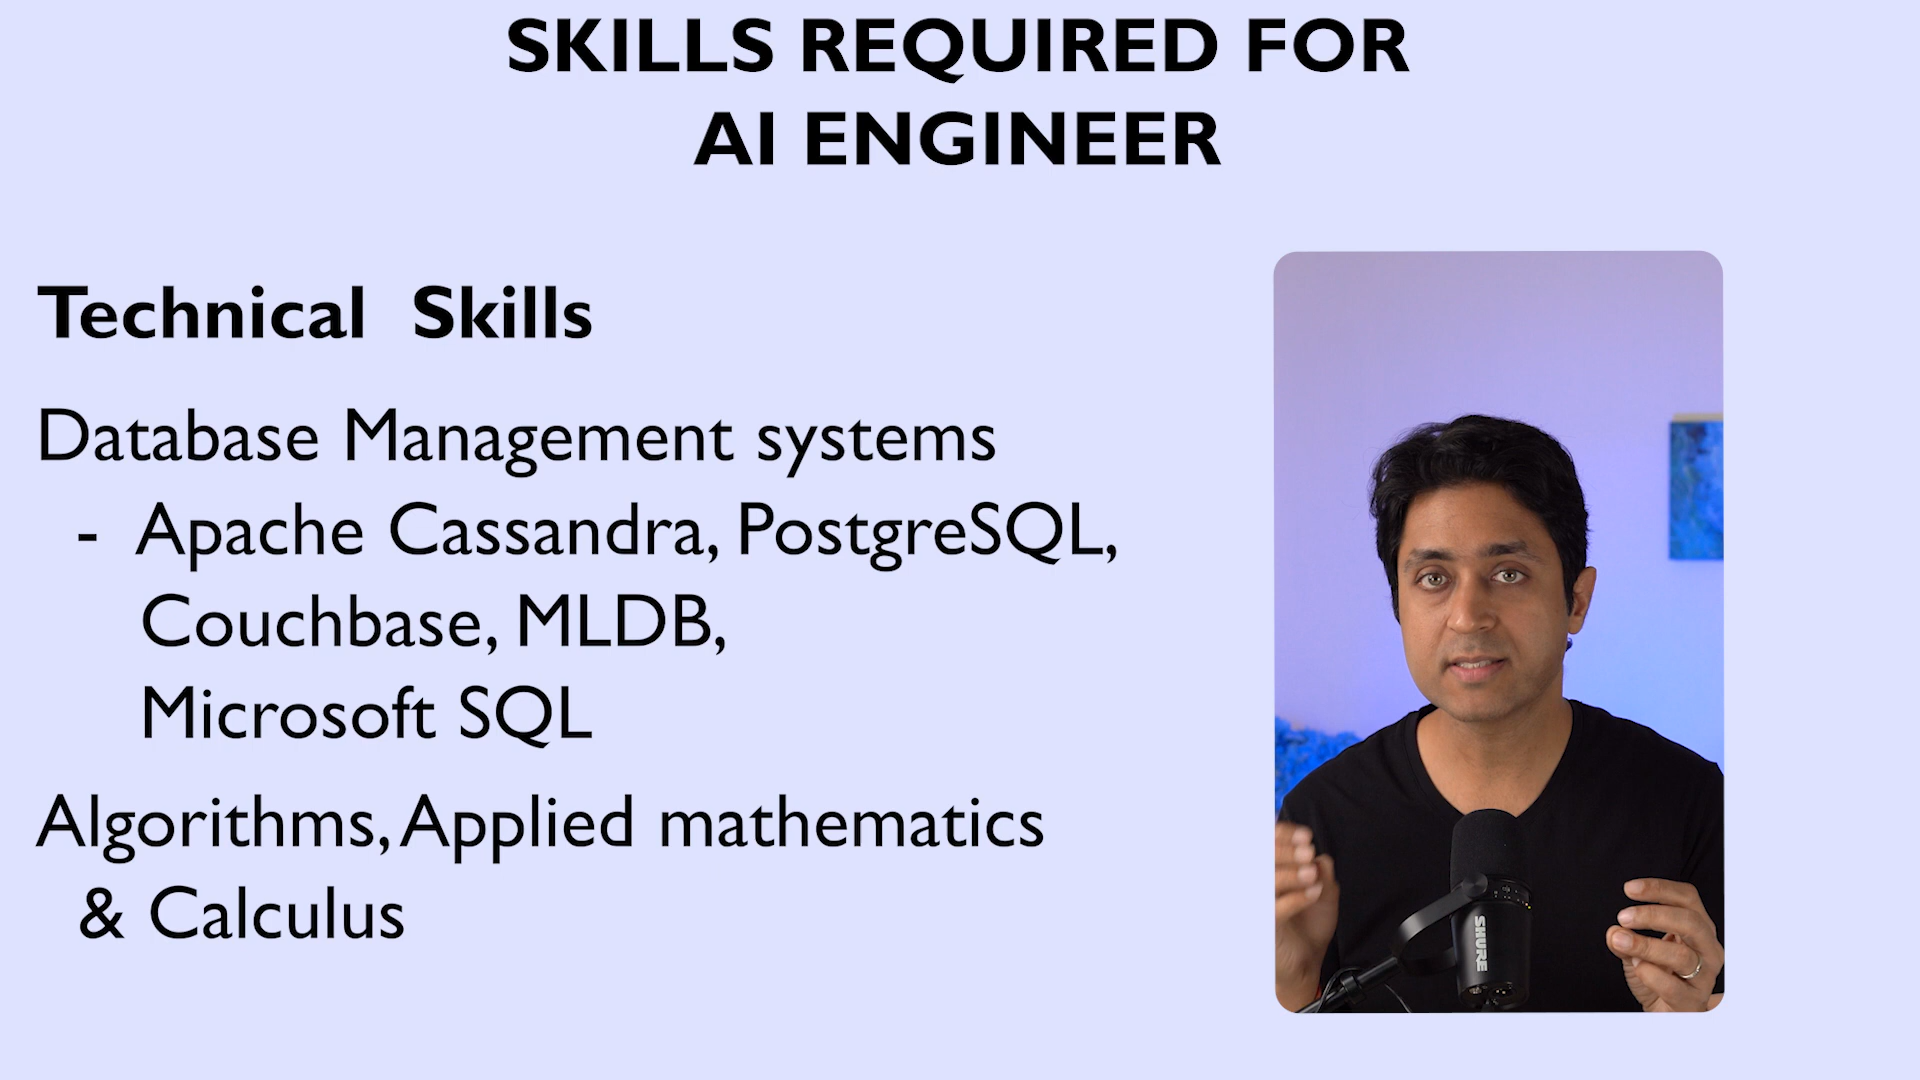 SKILLS REQUIRED FOR
AI ENGINEER
Technical Skills
Database Management systems
- Apache Cassandra, PostgreSQL,
Couchbase, MLDB,
Microsoft SQL
Algorithms, Applied mathematics
& Calculus
SHURE